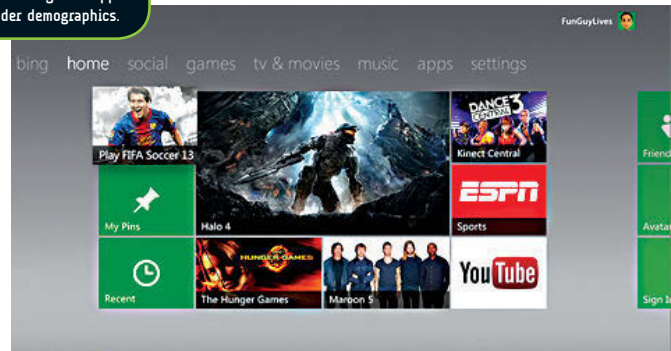 der demographics.
FunGuyLives
bing home social games tv & movies music apps settings
Play FIFA Soccer 13
My Pins
Recent
Halo 4
The Hunger Games
HUNGER GAMES
Maroon 5
DANCE CENTRAL 3
Kinect Central
ESPN
Sports
YouTube
Friend
Avatar
Sign In